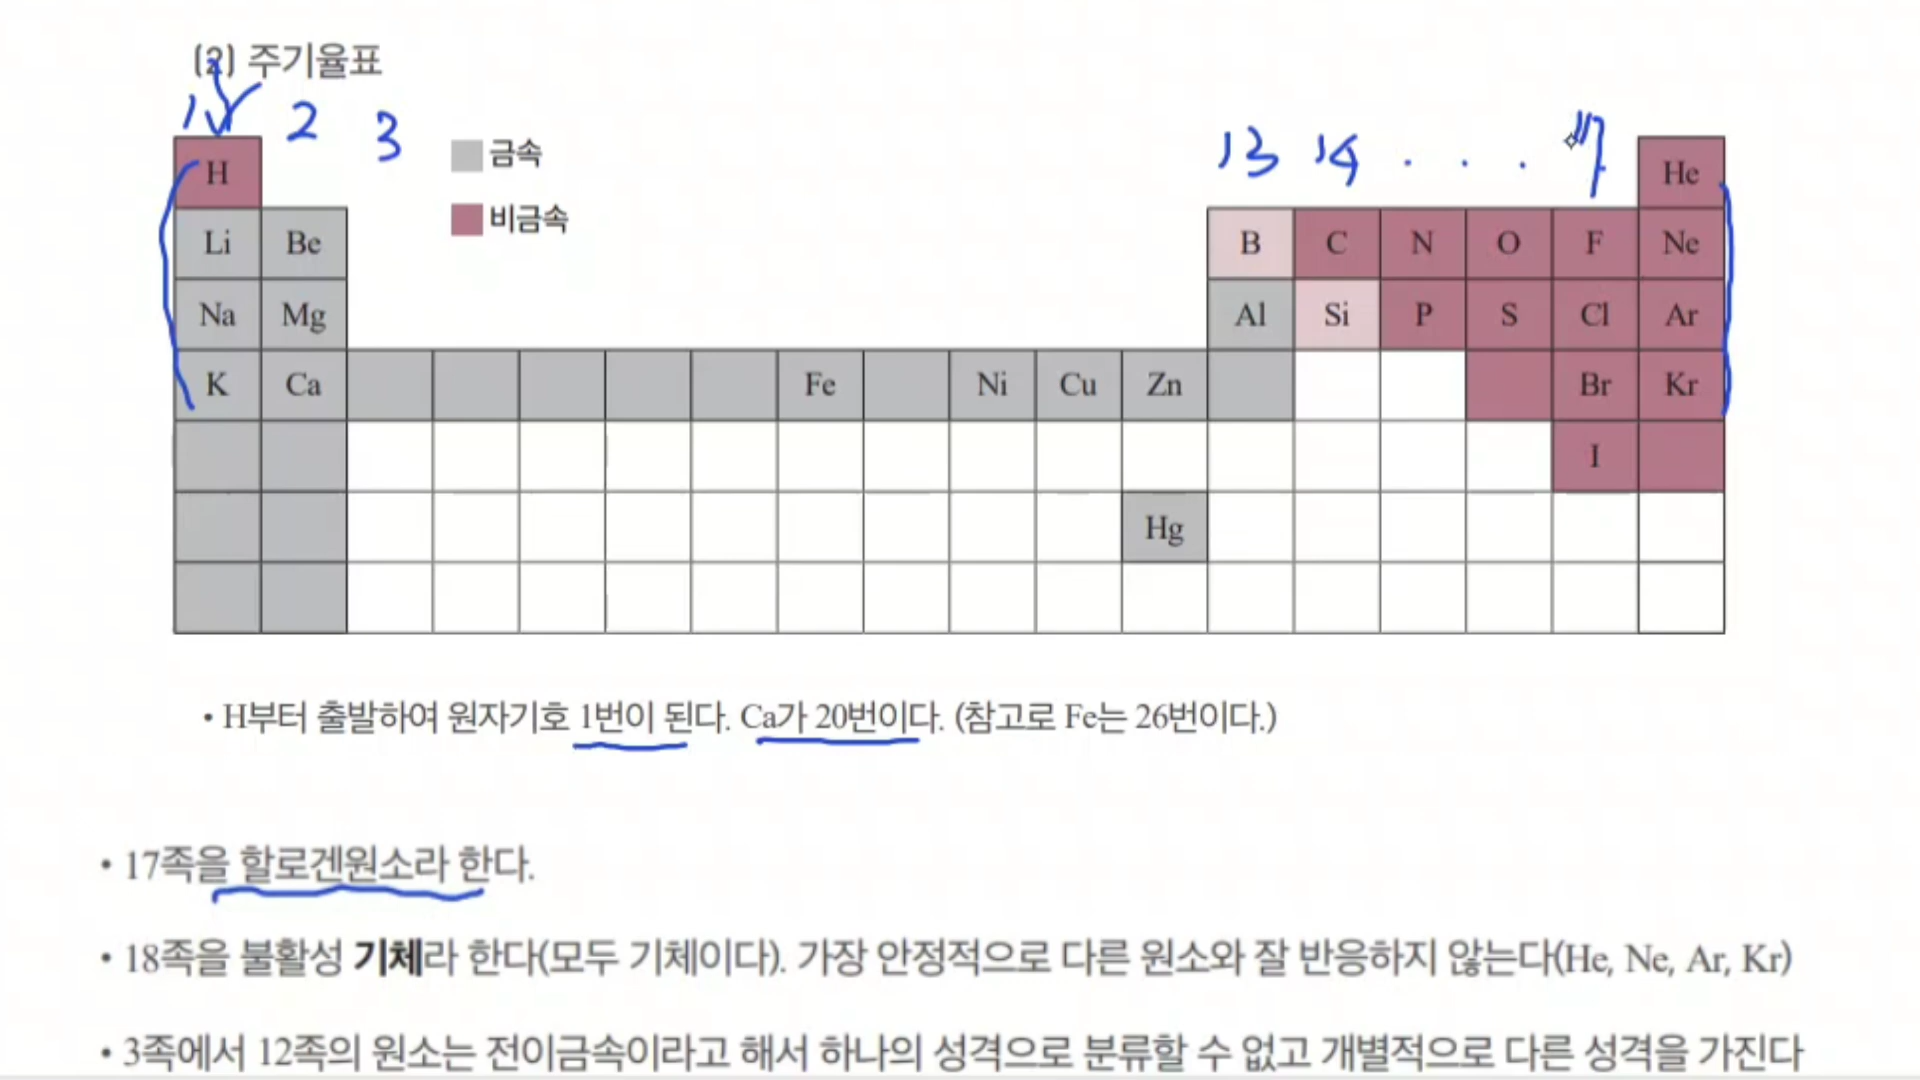 (2) 주기율표
1 2 3
금속
13 14 . . . 17
H He
비금속
Li Be B C N O F Ne
Na Mg Al Si P S Cl Ar
K Ca Fe Ni Cu Zn Br Kr
I
Hg
• H부터 출발하여 원자기호 1번이 된다. Ca가 20번이다. (참고로 Fe는 26번이다.)
• 17족을 할로겐원소라 한다.
• 18족을 불활성 기체라 한다(모두 기체이다). 가장 안정적으로 다른 원소와 잘 반응하지 않는다(He, Ne, Ar, Kr)
• 3족에서 12족의 원소는 전이금속이라고 해서 하나의 성격으로 분류할 수 없고 개별적으로 다른 성격을 가진다